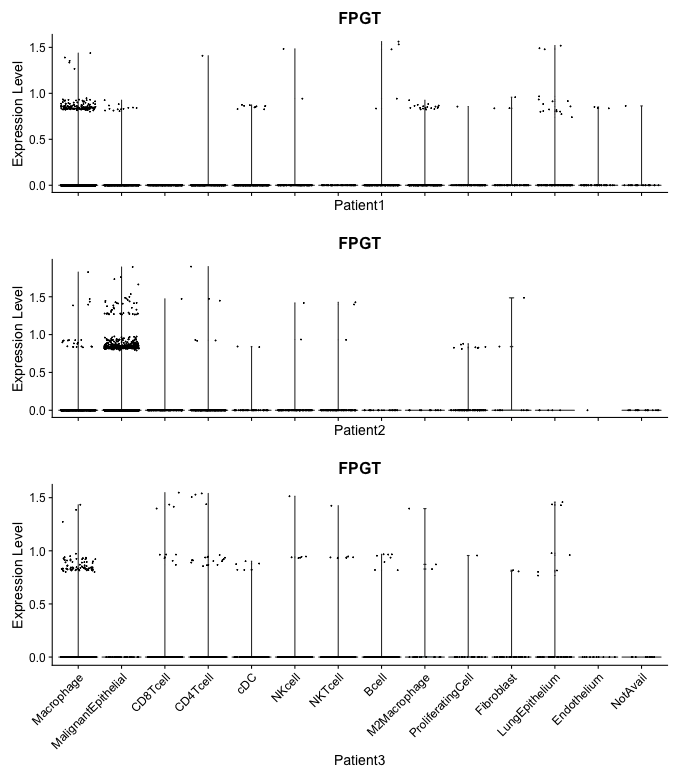 FPGT
Expression Level
1.5
1.0
0.5
0.0
Patient1
FPGT
Expression Level
1.5
1.0
0.5
0.0
Patient2
FPGT
Expression Level
1.5
1.0
0.5
0.0
Macrophage
MalignantEpithelial
CD8Tcell
CD4Tcell
cDC
NKcell
NKTcell
Bcell
M2Macrophage
ProliferatingCell
Fibroblast
LungEpithelium
Endothelium
NotAvail
Patient3